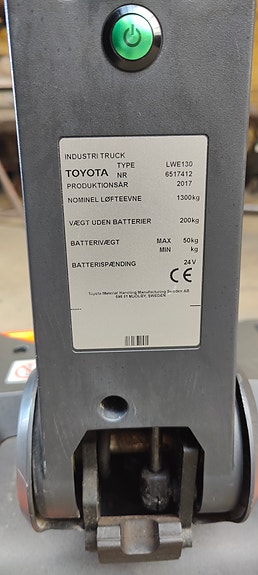 INDUSTRI TRUCK
TYPE LWE130
TOYOTA NR 6517412
PRODUKTIONSÅR 2017
NOMINEL LØFTEEVNE 1300kg
VÆGT UDEN BATTERIER 200kg
BATTERIVÆGT MAX 50kg
MIN kg
BATTERISPÆNDING 24V
CE
Toyota Material Handling Manufacturing Sweden AB
595 81 MJÖLBY, SWEDEN